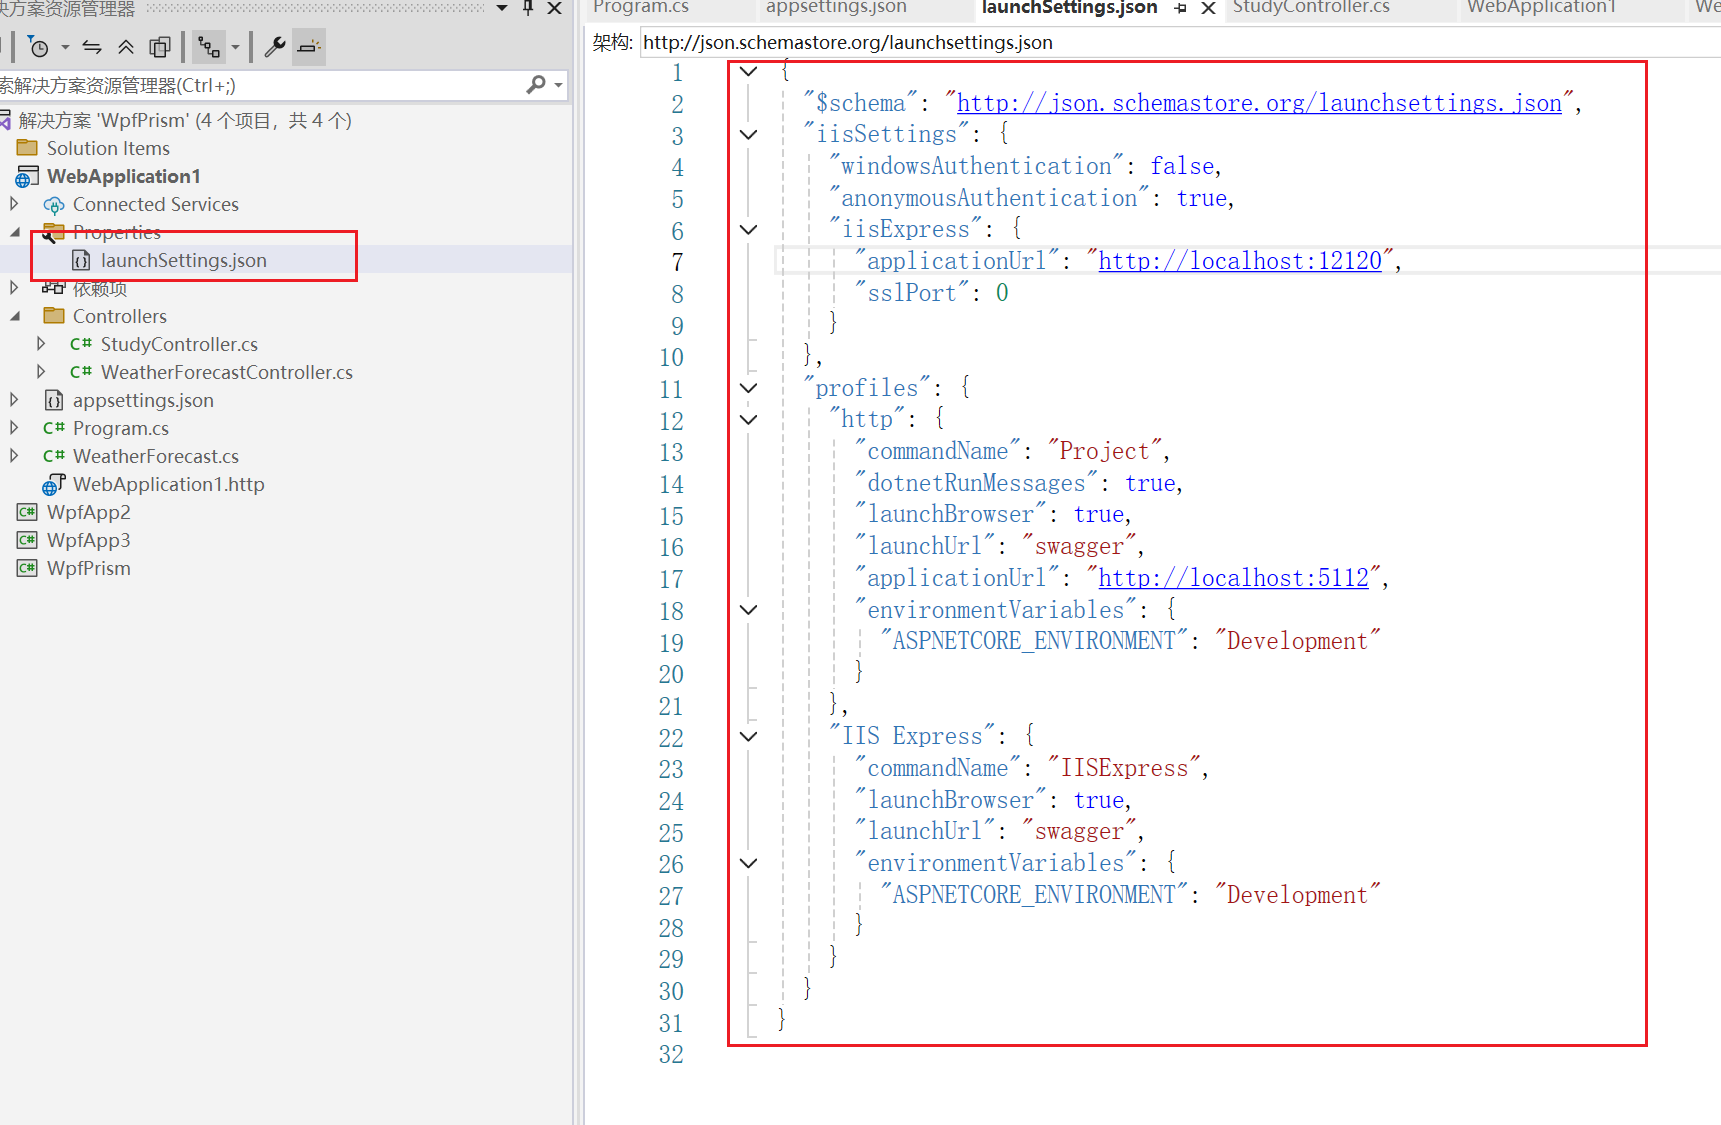 决方案资源管理器
索解决方案资源管理器(Ctrl+;)
解决方案 'WpfPrism' (4 个项目，共 4 个)
Solution Items
WebApplication1
Connected Services
Properties
launchSettings.json
依赖项
Controllers
C# StudyController.cs
C# WeatherForecastController.cs
appsettings.json
C# Program.cs
C# WeatherForecast.cs
WebApplication1.http
C# WpfApp2
C# WpfApp3
C# WpfPrism
Program.cs appsettings.json launchSettings.json StudyController.cs WebApplication1 We
架构: http://json.schemastore.org/launchsettings.json
1 {
2 "$schema": "http://json.schemastore.org/launchsettings.json",
3 "iisSettings": {
4 "windowsAuthentication": false,
5 "anonymousAuthentication": true,
6 "iisExpress": {
7 "applicationUrl": "http://localhost:12120",
8 "sslPort": 0
9 }
10 },
11 "profiles": {
12 "http": {
13 "commandName": "Project",
14 "dotnetRunMessages": true,
15 "launchBrowser": true,
16 "launchUrl": "swagger",
17 "applicationUrl": "http://localhost:5112",
18 "environmentVariables": {
19 "ASPNETCORE_ENVIRONMENT": "Development"
20 }
21 },
22 "IIS Express": {
23 "commandName": "IISExpress",
24 "launchBrowser": true,
25 "launchUrl": "swagger",
26 "environmentVariables": {
27 "ASPNETCORE_ENVIRONMENT": "Development"
28 }
29 }
30 }
31 }
32